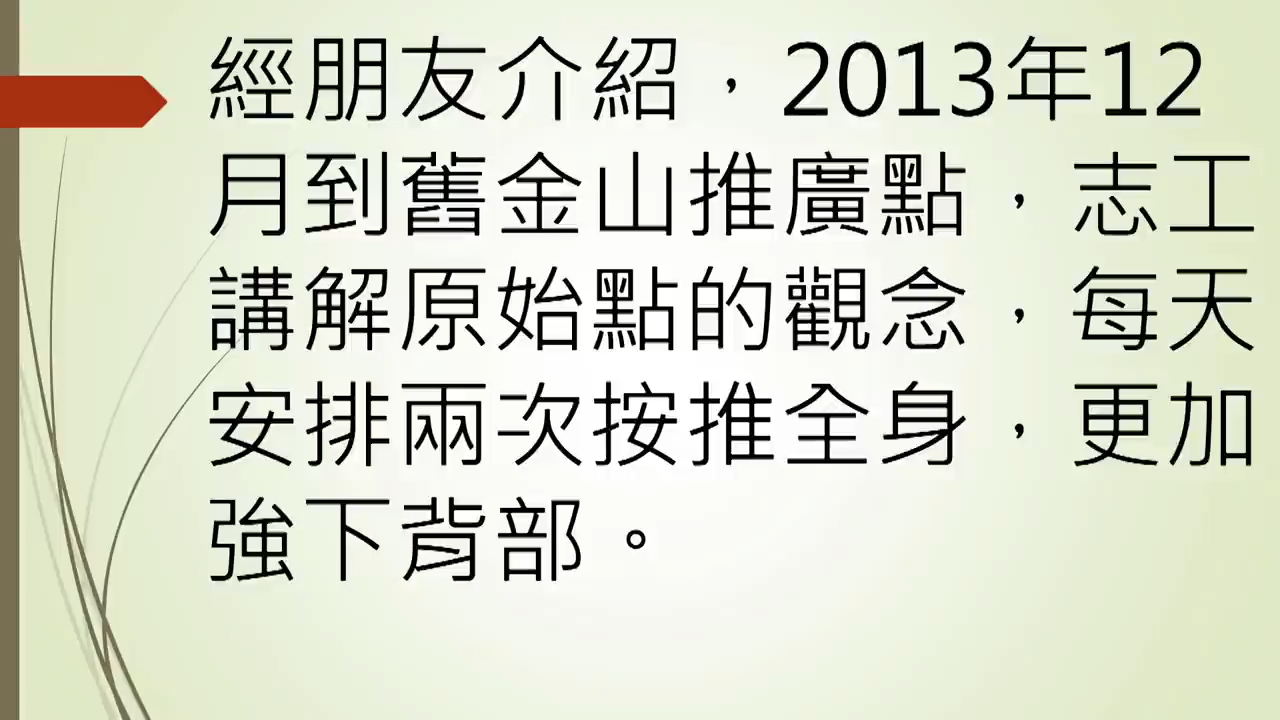 經朋友介紹，2013年12
月到舊金山推廣點，志工
講解原始點的觀念，每天
安排兩次按推全身，更加
強下背部。